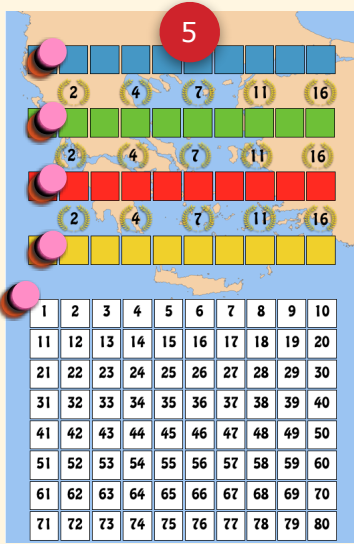 5
2 4 7 11 16
2 4 7 11 16
2 4 7 11 16
1 2 3 4 5 6 7 8 9 10
11 12 13 14 15 16 17 18 19 20
21 22 23 24 25 26 27 28 29 30
31 32 33 34 35 36 37 38 39 40
41 42 43 44 45 46 47 48 49 50
51 52 53 54 55 56 57 58 59 60
61 62 63 64 65 66 67 68 69 70
71 72 73 74 75 76 77 78 79 80